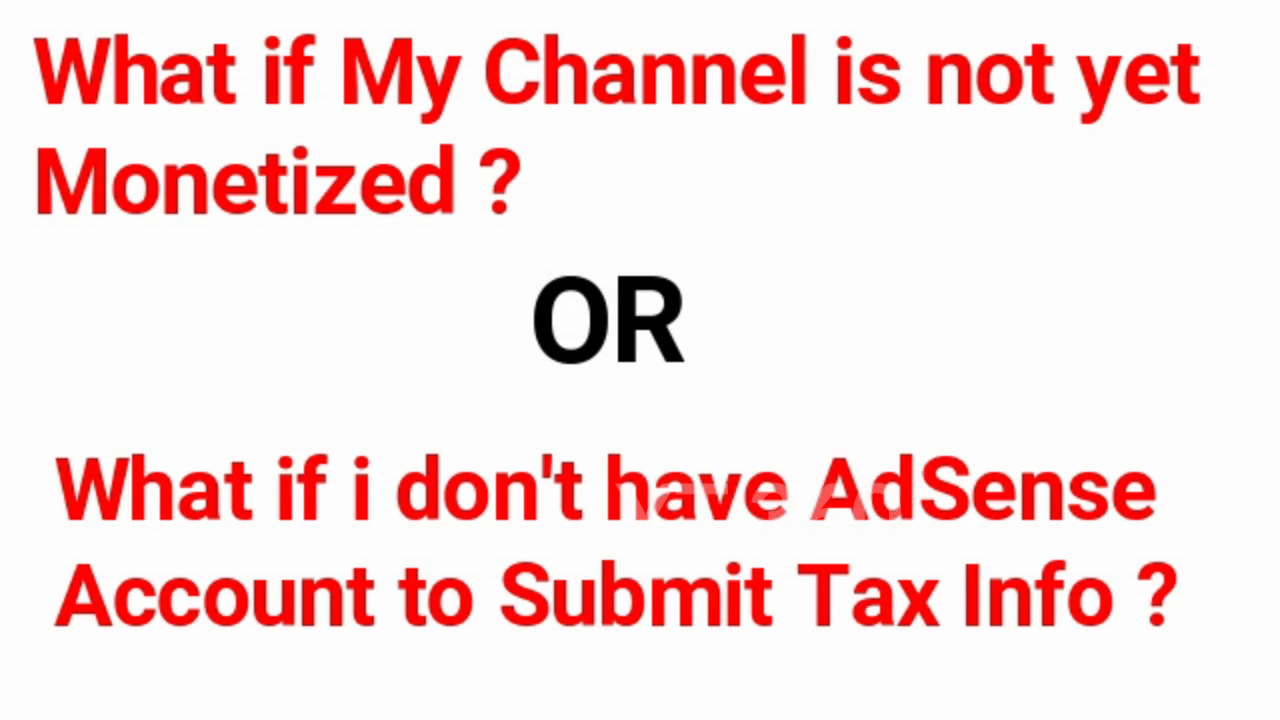 What if My Channel is not yet
Monetized ?
OR
What if i don't have AdSense
Account to Submit Tax Info ?